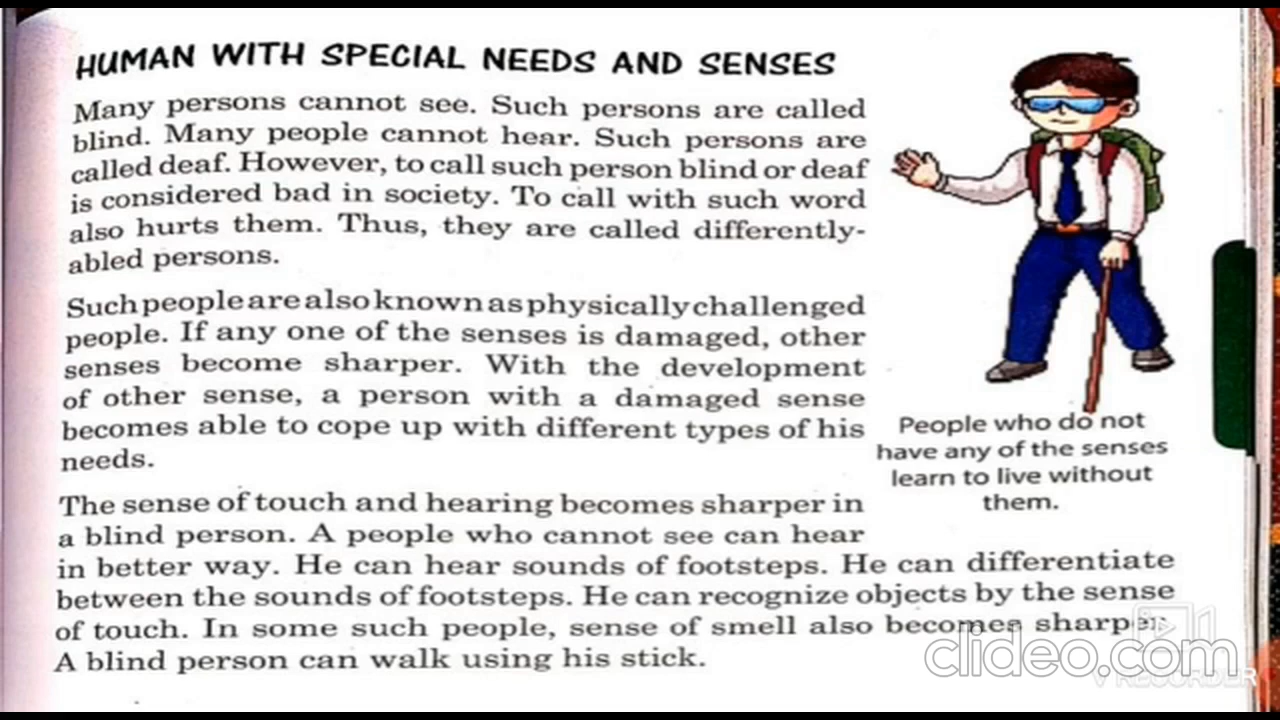 HUMAN WITH SPECIAL NEEDS AND SENSES
Many persons cannot see. Such persons are called
blind. Many people cannot hear. Such persons are
called deaf. However, to call such person blind or deaf
is considered bad in society. To call with such word
also hurts them. Thus, they are called differently-
abled persons.
Such people are also known as physically challenged
people. If any one of the senses is damaged, other
senses become sharper. With the development
of other sense, a person with a damaged sense
becomes able to cope up with different types of his
needs.
People who do not
have any of the senses
learn to live without
them.
The sense of touch and hearing becomes sharper in
a blind person. A people who cannot see can hear
in better way. He can hear sounds of footsteps. He can differentiate
between the sounds of footsteps. He can recognize objects by the sense
of touch. In some such people, sense of smell also becomes sharper.
A blind person can walk using his stick.
clideo.com
V RECORDER